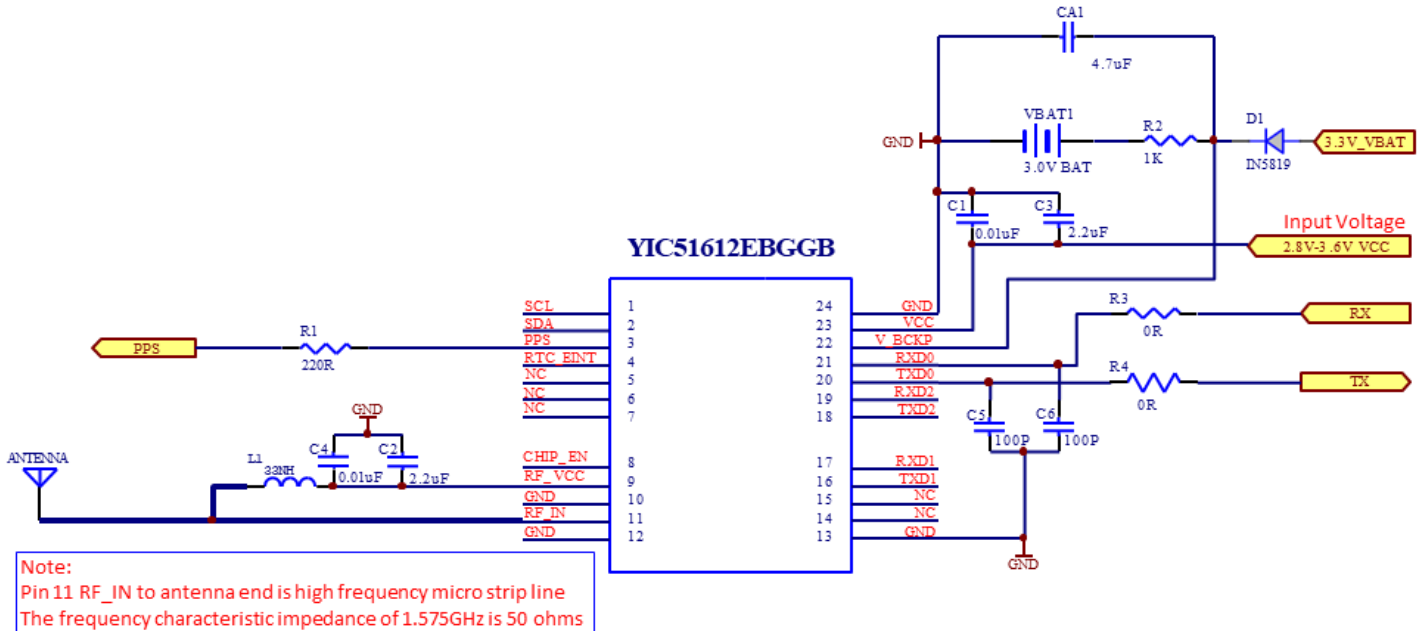 CA1
4.7uF
VBAT1
R2
D1
GND
3.3V_VBAT
3.0V BAT
1K
IN5819
C1
C3
0.01uF
2.2uF
Input Voltage
2.8V-3.6V VCC
YIC51612EBGGB
SCL
1
24
GND
SDA
2
23
VCC
R1
PPS
PPS
3
22
V_BCKP
220R
RTC_EINT
4
21
RXD0
R3
RX
0R
NC
5
20
TXD0
R4
TX
0R
NC
6
19
RXD2
NC
7
18
TXD2
GND
C4
C2
0.01uF
2.2uF
C5
C6
100P
100P
ANTENNA
L1
33NH
CHIP_EN
8
17
RXD1
RF_VCC
9
16
TXD1
GND
10
15
NC
RF_IN
11
14
NC
GND
12
13
GND
GND
Note:
Pin 11 RF_IN to antenna end is high frequency micro strip line
The frequency characteristic impedance of 1.575GHz is 50 ohms